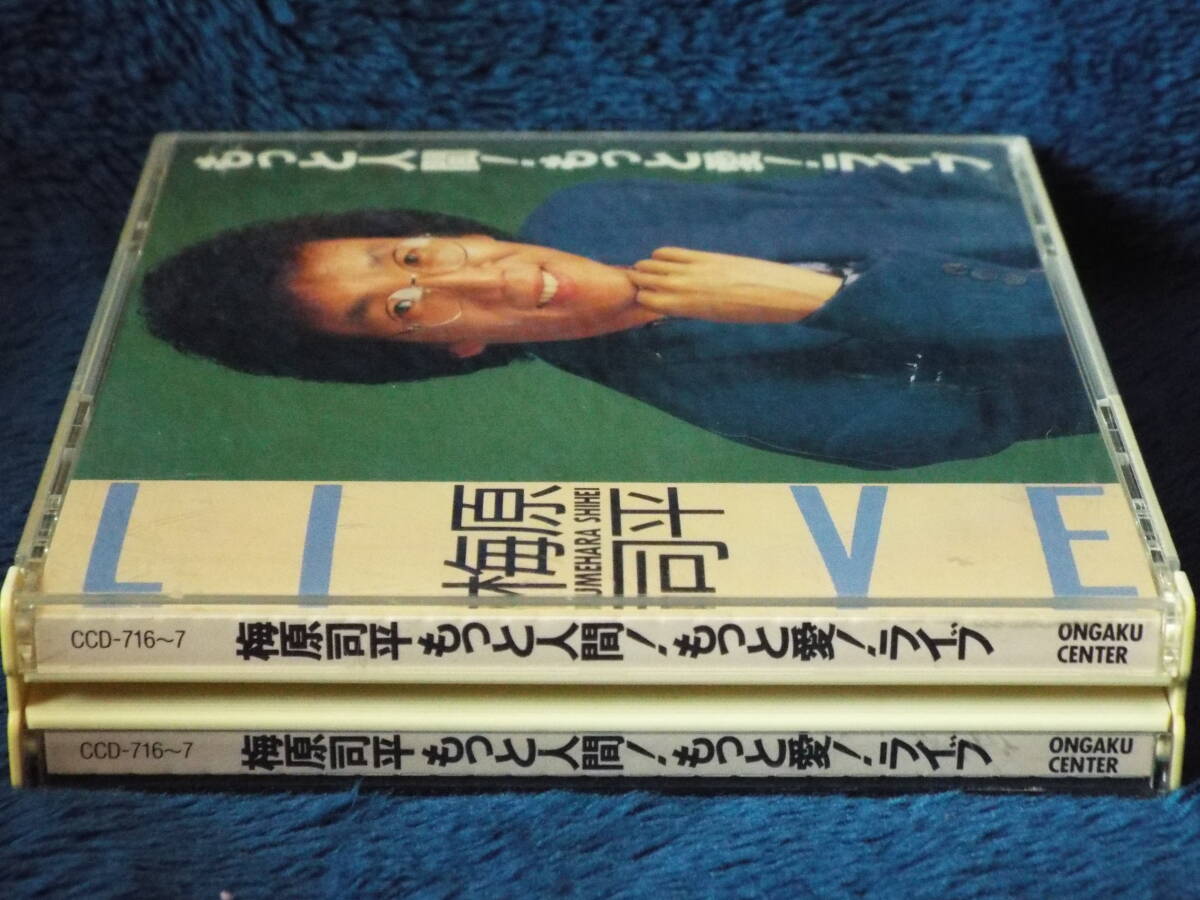 もっと人間!もっと愛!ライブ
LIVE
梅原
UMEHARA SHIHEI
司平
CCD-716〜7 梅原司平 もっと人間!もっと愛!ライブ ONGAKU
CENTER
CCD-716〜7 梅原司平 もっと人間!もっと愛!ライブ ONGAKU
CENTER